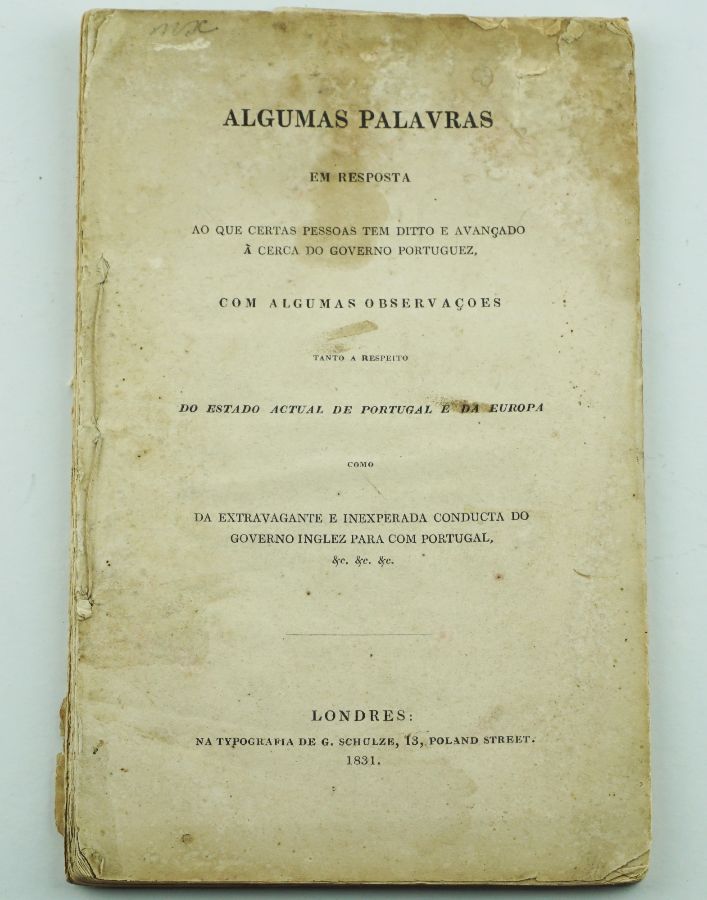 ALGUMAS PALAVRAS
EM RESPOSTA
AO QUE CERTAS PESSOAS TEM DITTO E AVANÇADO
À CERCA DO GOVERNO PORTUGUEZ,
COM ALGUMAS OBSERVAÇOES
TANTO A RESPEITO
DO ESTADO ACTUAL DE PORTUGAL E DA EUROPA
COMO
DA EXTRAVAGANTE E INEXPERADA CONDUCTA DO
GOVERNO INGLEZ PARA COM PORTUGAL,
&c. &c. &c.
LONDRES:
NA TYPOGRAFIA DE G. SCHULZE, 13, POLAND STREET.
1831.